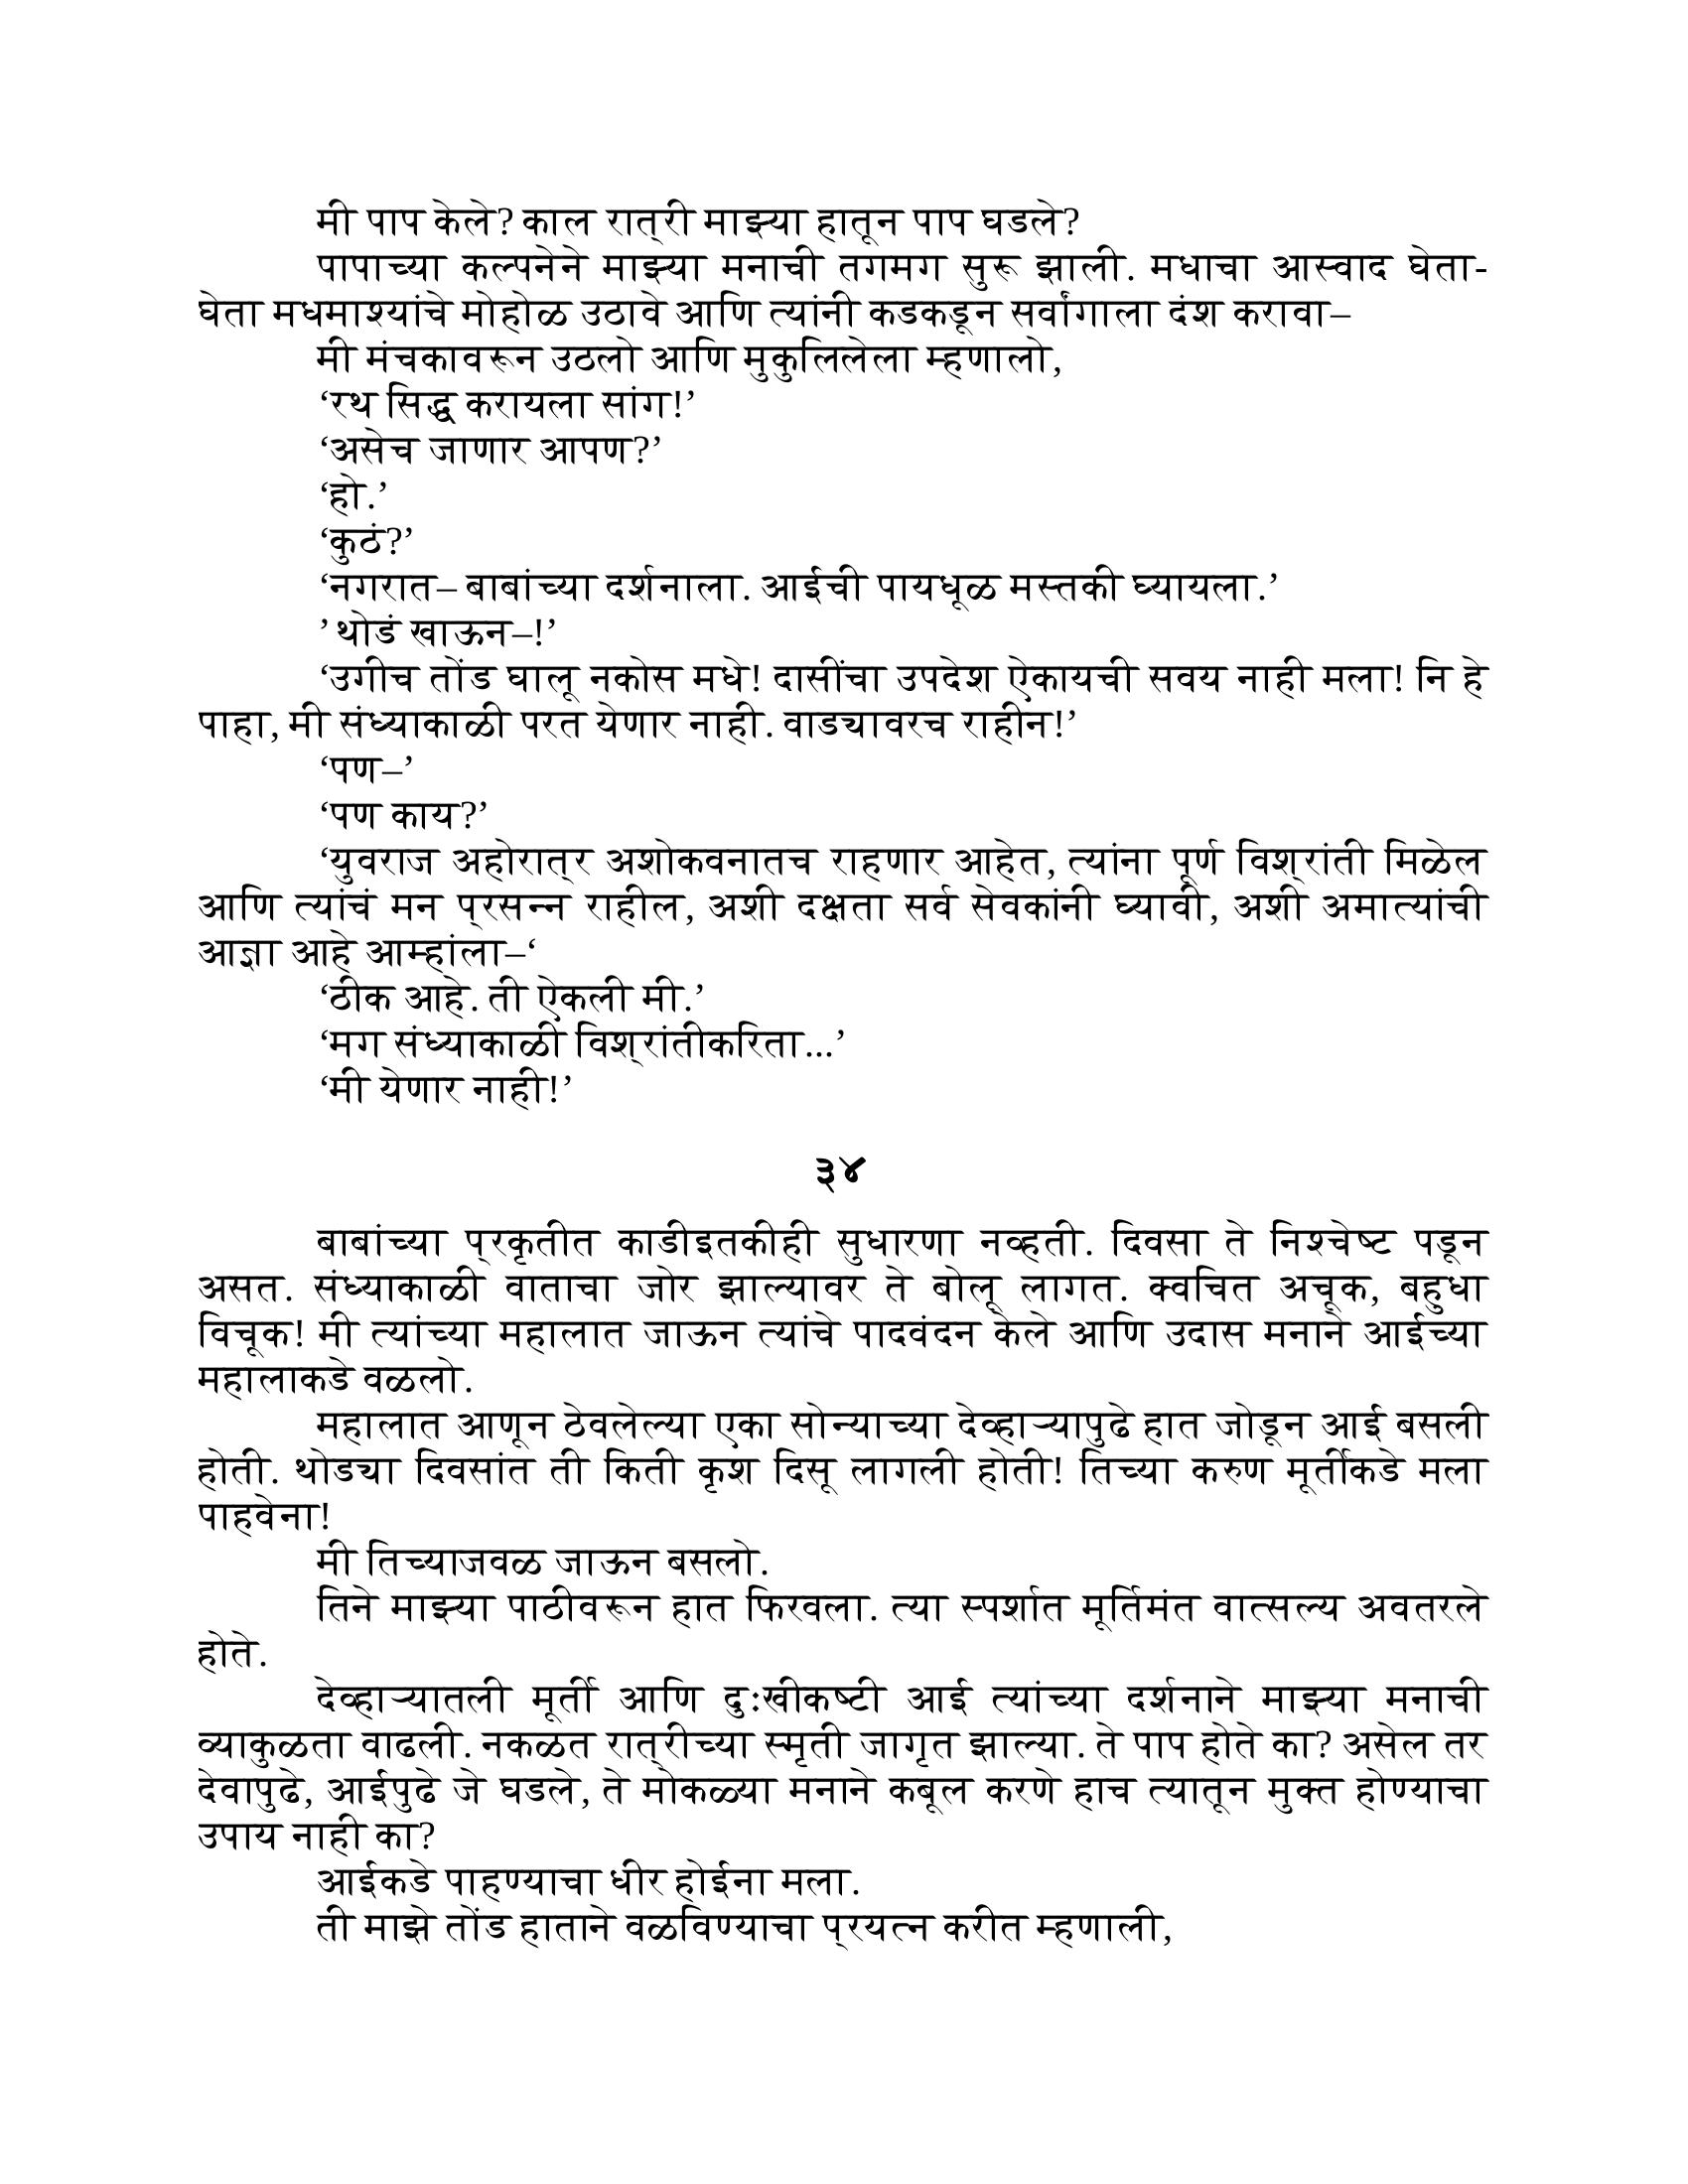 मी पाप केले? काल रात्री माझ्या हातून पाप घडले?
पापाच्या कल्पनेने माझ्या मनाची तगमग सुरू झाली. मधाचा आस्वाद घेता-
घेता मधमाश्यांचे मोहोळ उठावे आणि त्यांनी कडकडून सर्वांगाला दंश करावा–
मी मंचकावरून उठलो आणि मुकुलिलेला म्हणालो,
‘रथ सिद्ध करायला सांग!’
‘असेच जाणार आपण?’
‘हो.’
‘कुठं?’
‘नगरात– बाबांच्या दर्शनाला. आईची पायधूळ मस्तकी घ्यायला.’
’थोडं खाऊन–!’
‘उगीच तोंड घालू नकोस मधे! दासींचा उपदेश ऐकायची सवय नाही मला! नि हे
पाहा, मी संध्याकाळी परत येणार नाही. वाड्यावरच राहीन!’
‘पण–’
‘पण काय?’
‘युवराज अहोरात्र अशोकवनातच राहणार आहेत, त्यांना पूर्ण विश्रांती मिळेल
आणि त्यांचं मन प्रसन्न राहील, अशी दक्षता सर्व सेवकांनी घ्यावी, अशी अमात्यांची
आज्ञा आहे आम्हांला–‘
‘ठीक आहे. ती ऐकली मी.’
‘मग संध्याकाळी विश्रांतीकरिता...’
‘मी येणार नाही!’
३४
बाबांच्या प्रकृतीत काडीइतकीही सुधारणा नव्हती. दिवसा ते निश्चेष्ट पडून
असत. संध्याकाळी वाताचा जोर झाल्यावर ते बोलू लागत. क्वचित अचूक, बहुधा
विचूक! मी त्यांच्या महालात जाऊन त्यांचे पादवंदन केले आणि उदास मनाने आईच्या
महालाकडे वळलो.
महालात आणून ठेवलेल्या एका सोन्याच्या देव्हाऱ्यापुढे हात जोडून आई बसली
होती. थोड्या दिवसांत ती किती कृश दिसू लागली होती! तिच्या करुण मूर्तीकडे मला
पाहवेना!
मी तिच्याजवळ जाऊन बसलो.
तिने माझ्या पाठीवरून हात फिरवला. त्या स्पर्शात मूर्तिमंत वात्सल्य अवतरले
होते.
देव्हाऱ्यातली मूर्ती आणि दुःखीकष्टी आई त्यांच्या दर्शनाने माझ्या मनाची
व्याकुळता वाढली. नकळत रात्रीच्या स्मृती जागृत झाल्या. ते पाप होते का? असेल तर
देवापुढे, आईपुढे जे घडले, ते मोकळ्या मनाने कबूल करणे हाच त्यातून मुक्त होण्याचा
उपाय नाही का?
आईकडे पाहण्याचा धीर होईना मला.
ती माझे तोंड हाताने वळविण्याचा प्रयत्न करीत म्हणाली,